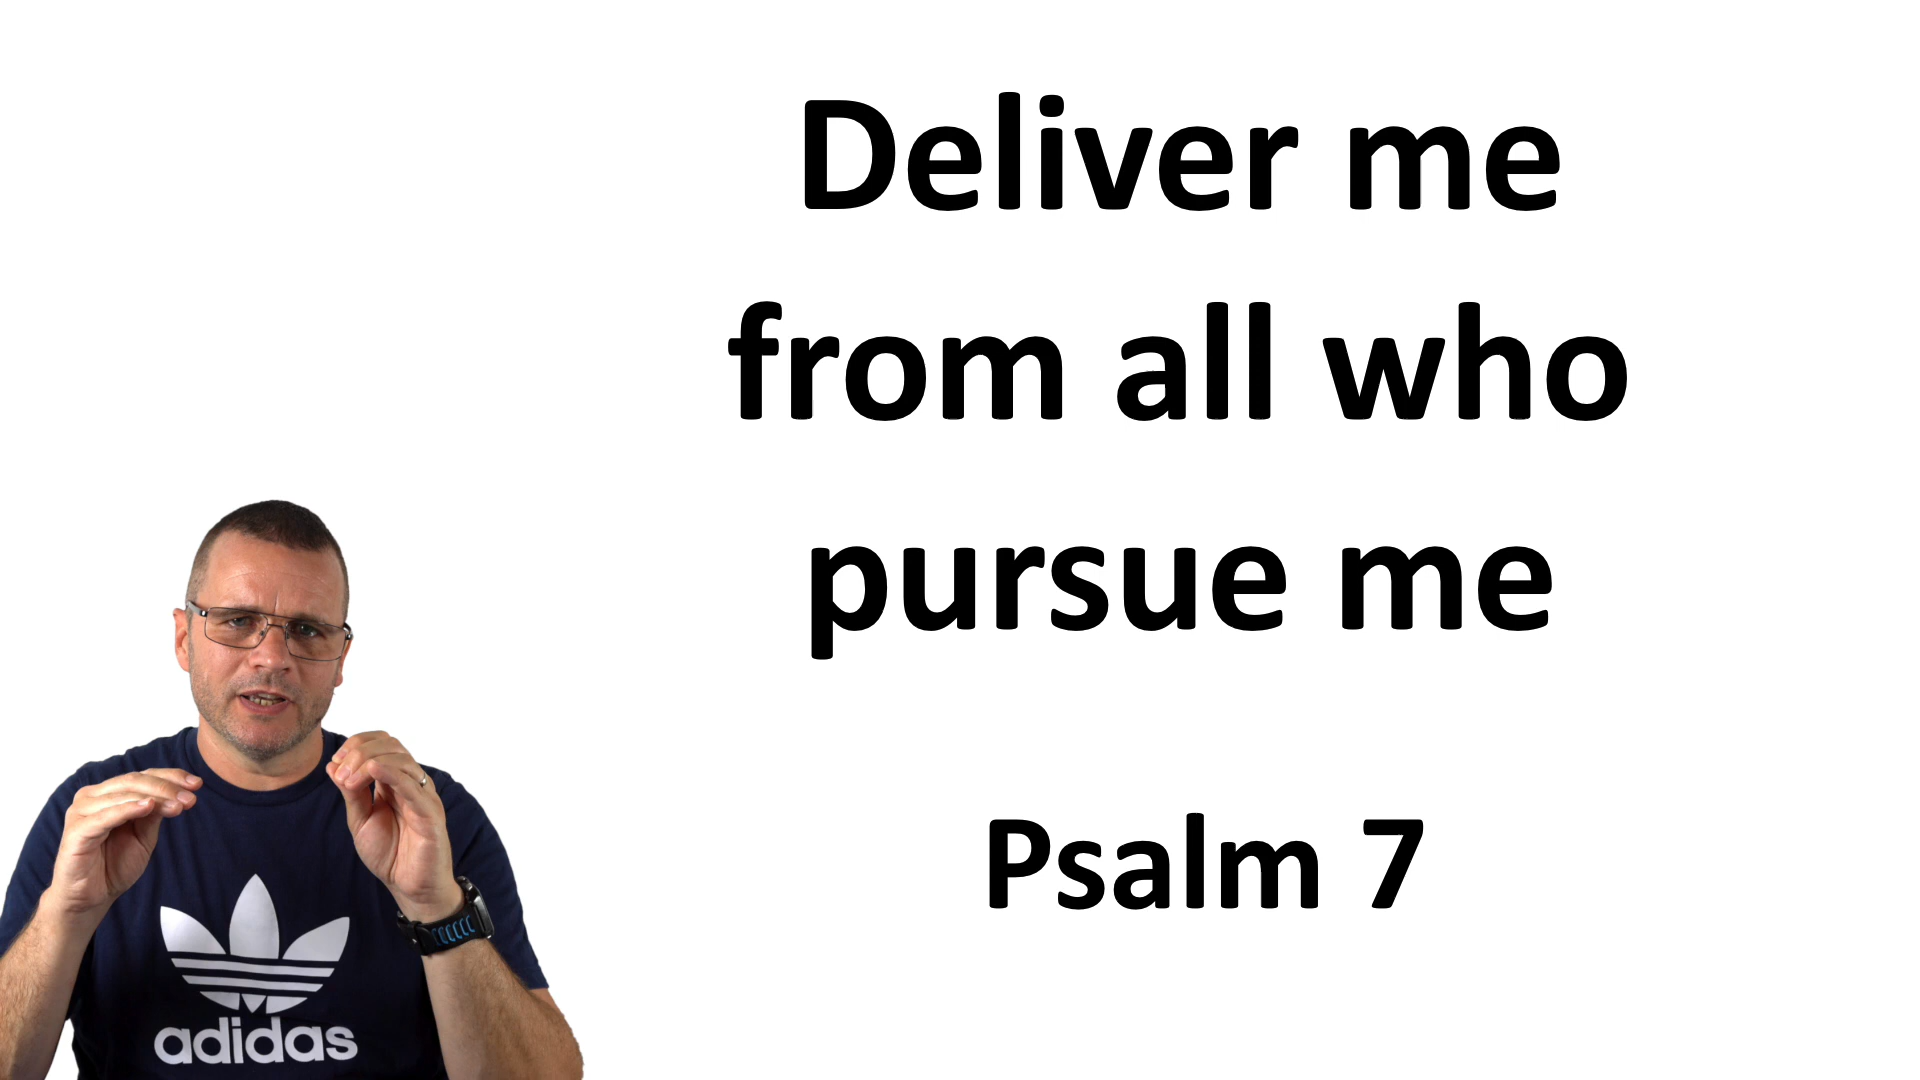 Deliver me
from all who
pursue me
Psalm 7
adidas